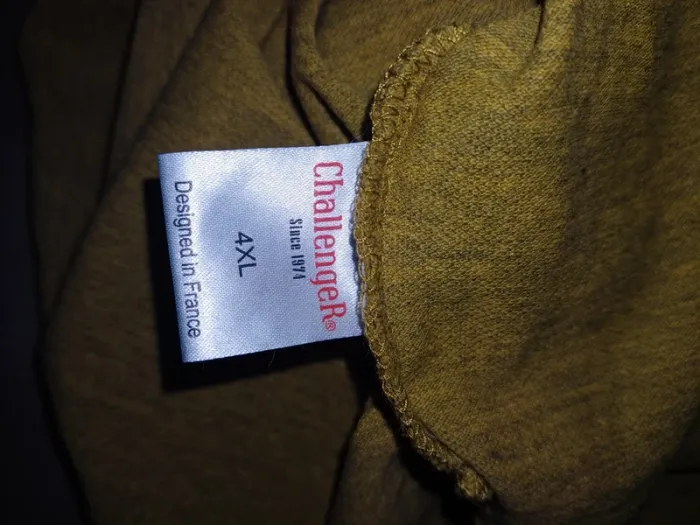 ChallengeR®
Since 1974
4XL
Designed in France